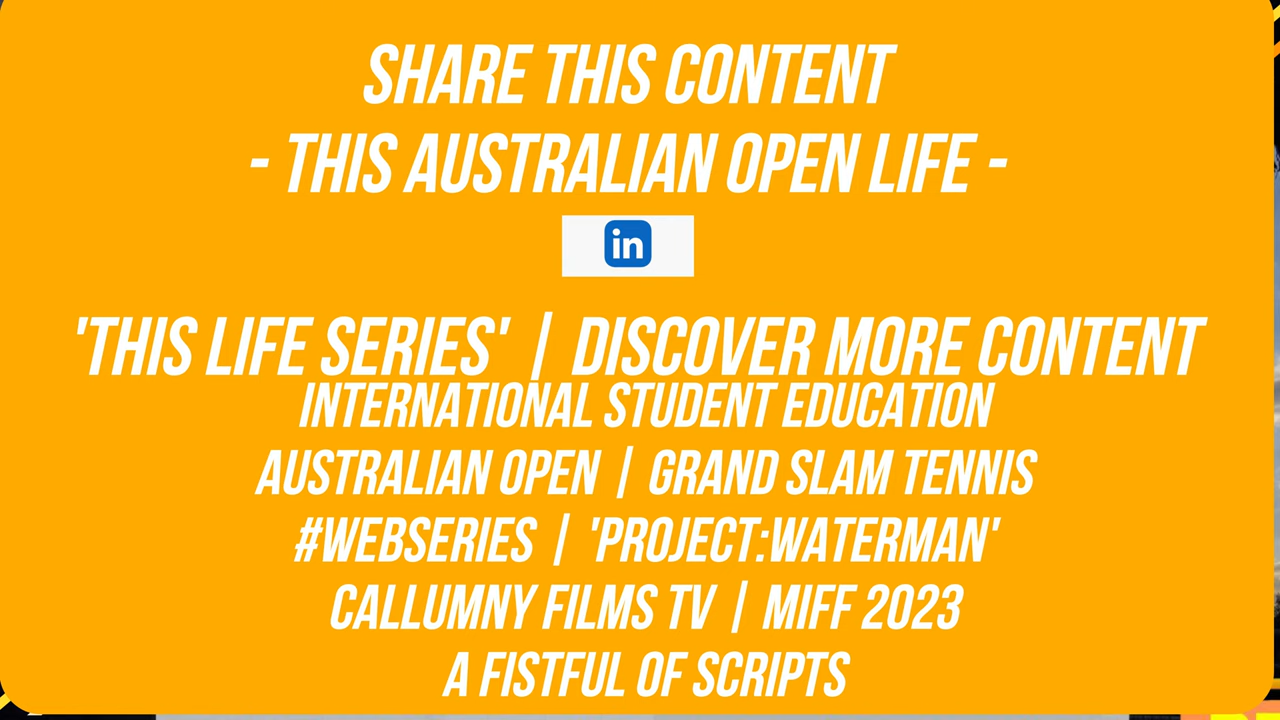 SHARE THIS CONTENT
- THIS AUSTRALIAN OPEN LIFE -
in
'THIS LIFE SERIES' | DISCOVER MORE CONTENT
INTERNATIONAL STUDENT EDUCATION
AUSTRALIAN OPEN | GRAND SLAM TENNIS
#WEBSERIES | 'PROJECT:WATERMAN'
CALLUMNY FILMS TV | MIFF 2023
A FISTFUL OF SCRIPTS